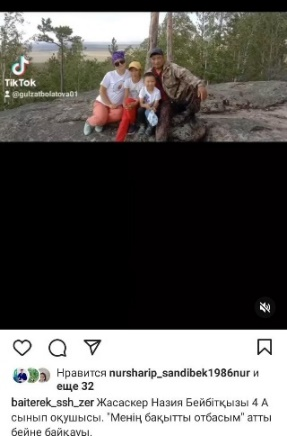 TikTok
@gulzatbolatova01
Нравится nursharip_sandibek1986nur и
еще 32
baiterek_ssh_zer Жасаскер Назия Бейбітқызы 4 А
сынып оқушысы. "Менің бақытты отбасым" атты
бейне байқауы.